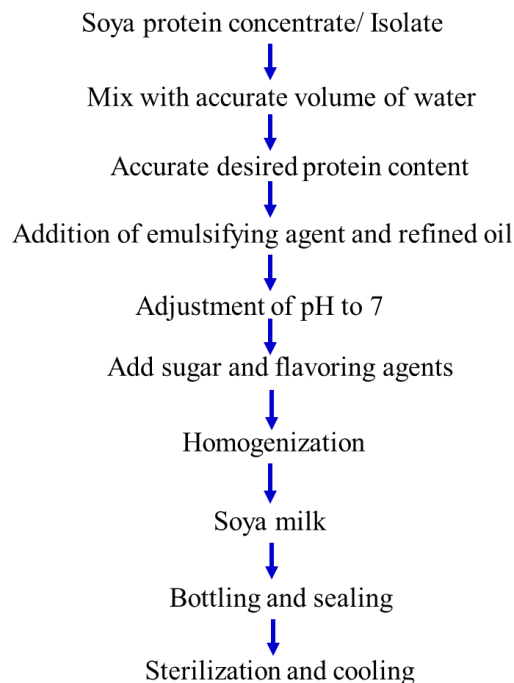 Soya protein concentrate/ Isolate
Mix with accurate volume of water
Accurate desired protein content
Addition of emulsifying agent and refined oil
Adjustment of pH to 7
Add sugar and flavoring agents
Homogenization
Soya milk
Bottling and sealing
Sterilization and cooling